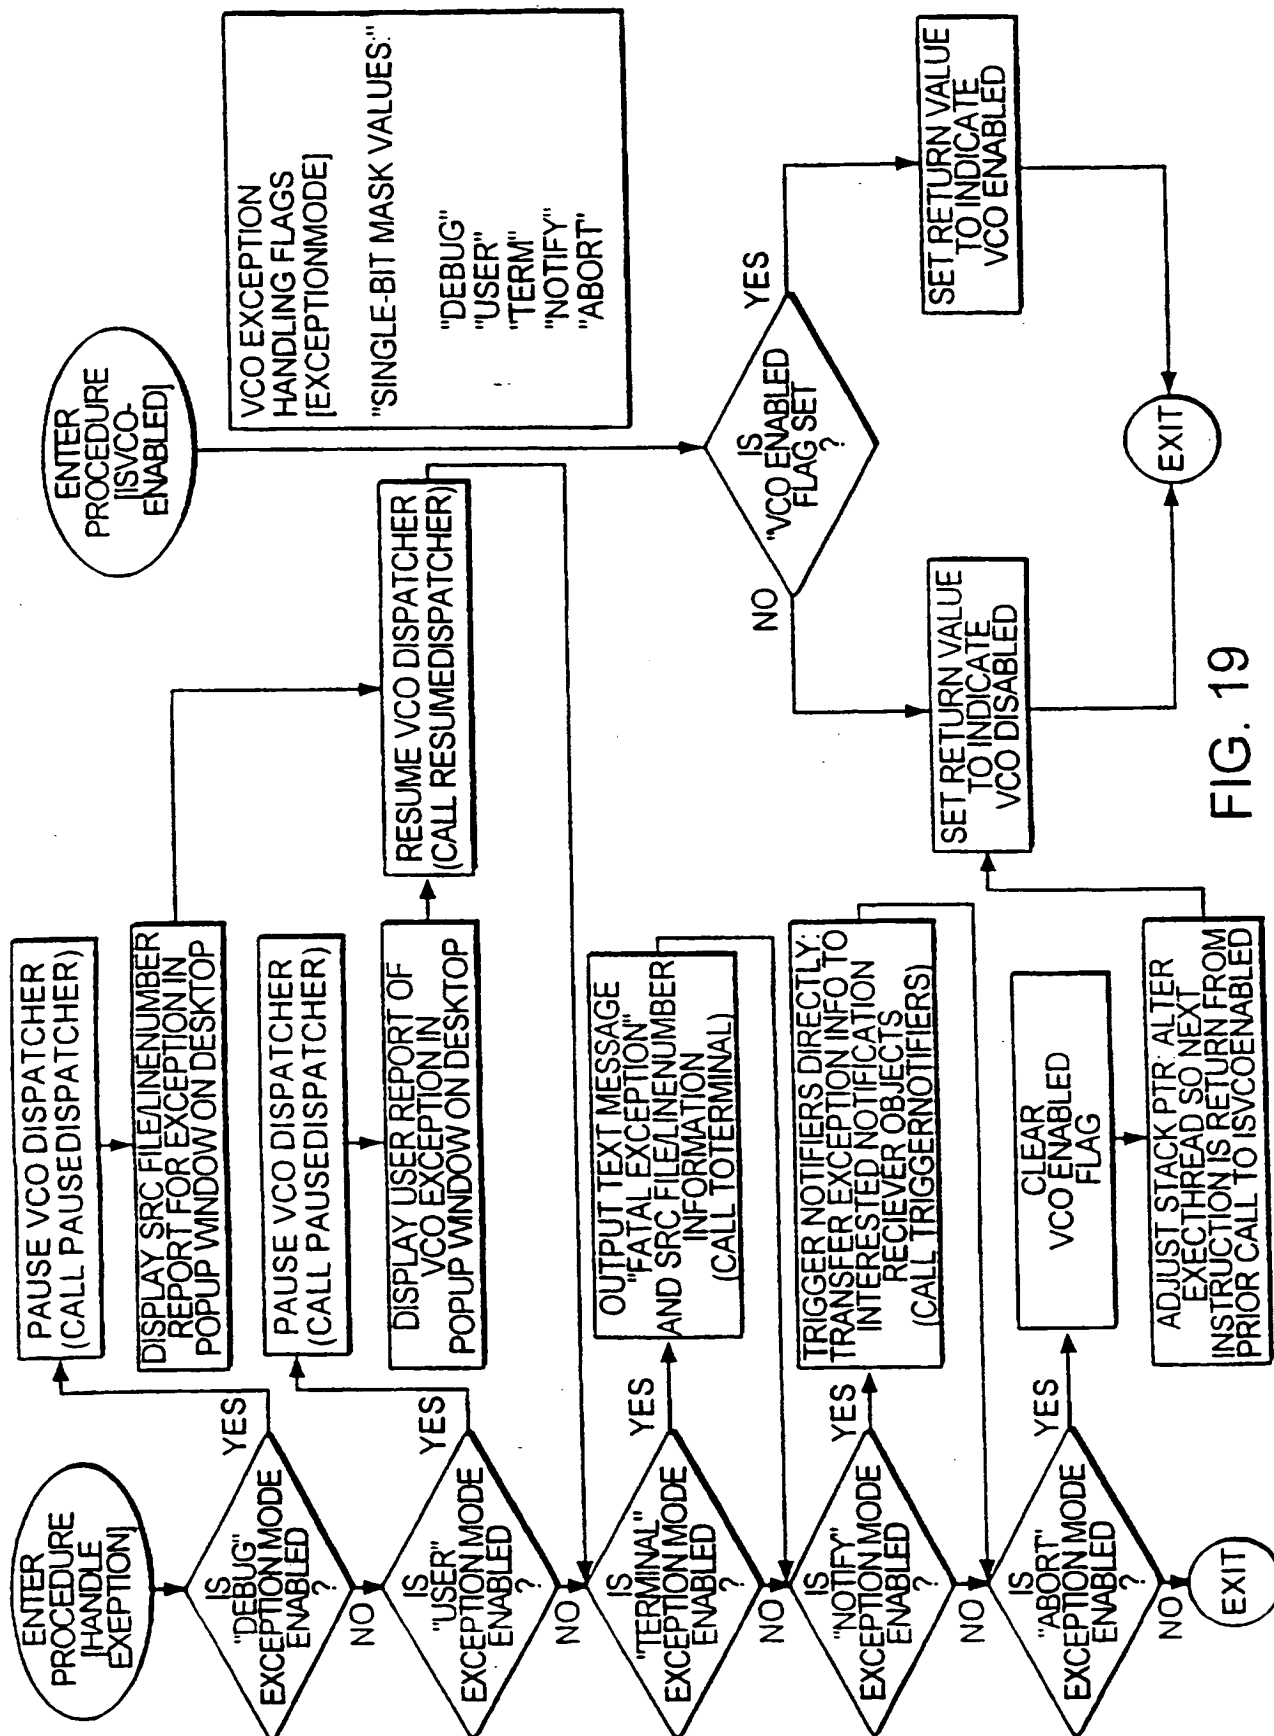 ENTER
PROCEDURE
[HANDLE
EXEPTION]
IS
"DEBUG"
EXCEPTION MODE
ENABLED
?
YES
NO
PAUSE VCO DISPATCHER
(CALL PAUSEDISPATCHER)
DISPLAY SRC FILE/LINENUMBER
REPORT FOR EXCEPTION IN
POPUP WINDOW ON DESKTOP
IS
"USER"
EXCEPTION MODE
ENABLED
?
YES
NO
PAUSE VCO DISPATCHER
(CALL PAUSEDISPATCHER)
DISPLAY USER REPORT OF
VCO EXCEPTION IN
POPUP WINDOW ON DESKTOP
RESUME VCO DISPATCHER
(CALL RESUMEDISPATCHER)
IS
"TERMINAL"
EXCEPTION MODE
ENABLED
?
YES
NO
OUTPUT TEXT MESSAGE
"FATAL EXCEPTION"
AND SRC FILE/LINENUMBER
INFORMATION
(CALL TOTERMINAL)
IS
"NOTIFY"
EXCEPTION MODE
ENABLED
?
YES
NO
TRIGGER NOTIFIERS DIRECTLY:
TRANSFER EXCEPTION INFO TO
INTERESTED NOTIFICATION
RECIEVER OBJECTS
(CALL TRIGGERNOTIFIERS)
IS
"ABORT"
EXCEPTION MODE
ENABLED
?
YES
NO
EXIT
CLEAR
VCO ENABLED
FLAG
ADJUST STACK PTR: ALTER
EXECTHREAD SO NEXT
INSTRUCTION IS RETURN FROM
PRIOR CALL TO ISVCOENABLED
ENTER
PROCEDURE
[ISVCO-
ENABLED]
VCO EXCEPTION
HANDLING FLAGS
[EXCEPTIONMODE]
"SINGLE-BIT MASK VALUES:"
"DEBUG"
"USER"
"TERM"
"NOTIFY"
"ABORT"
IS
"VCO ENABLED
FLAG SET
?
YES
NO
SET RETURN VALUE
TO INDICATE
VCO DISABLED
SET RETURN VALUE
TO INDICATE
VCO ENABLED
EXIT
FIG. 19